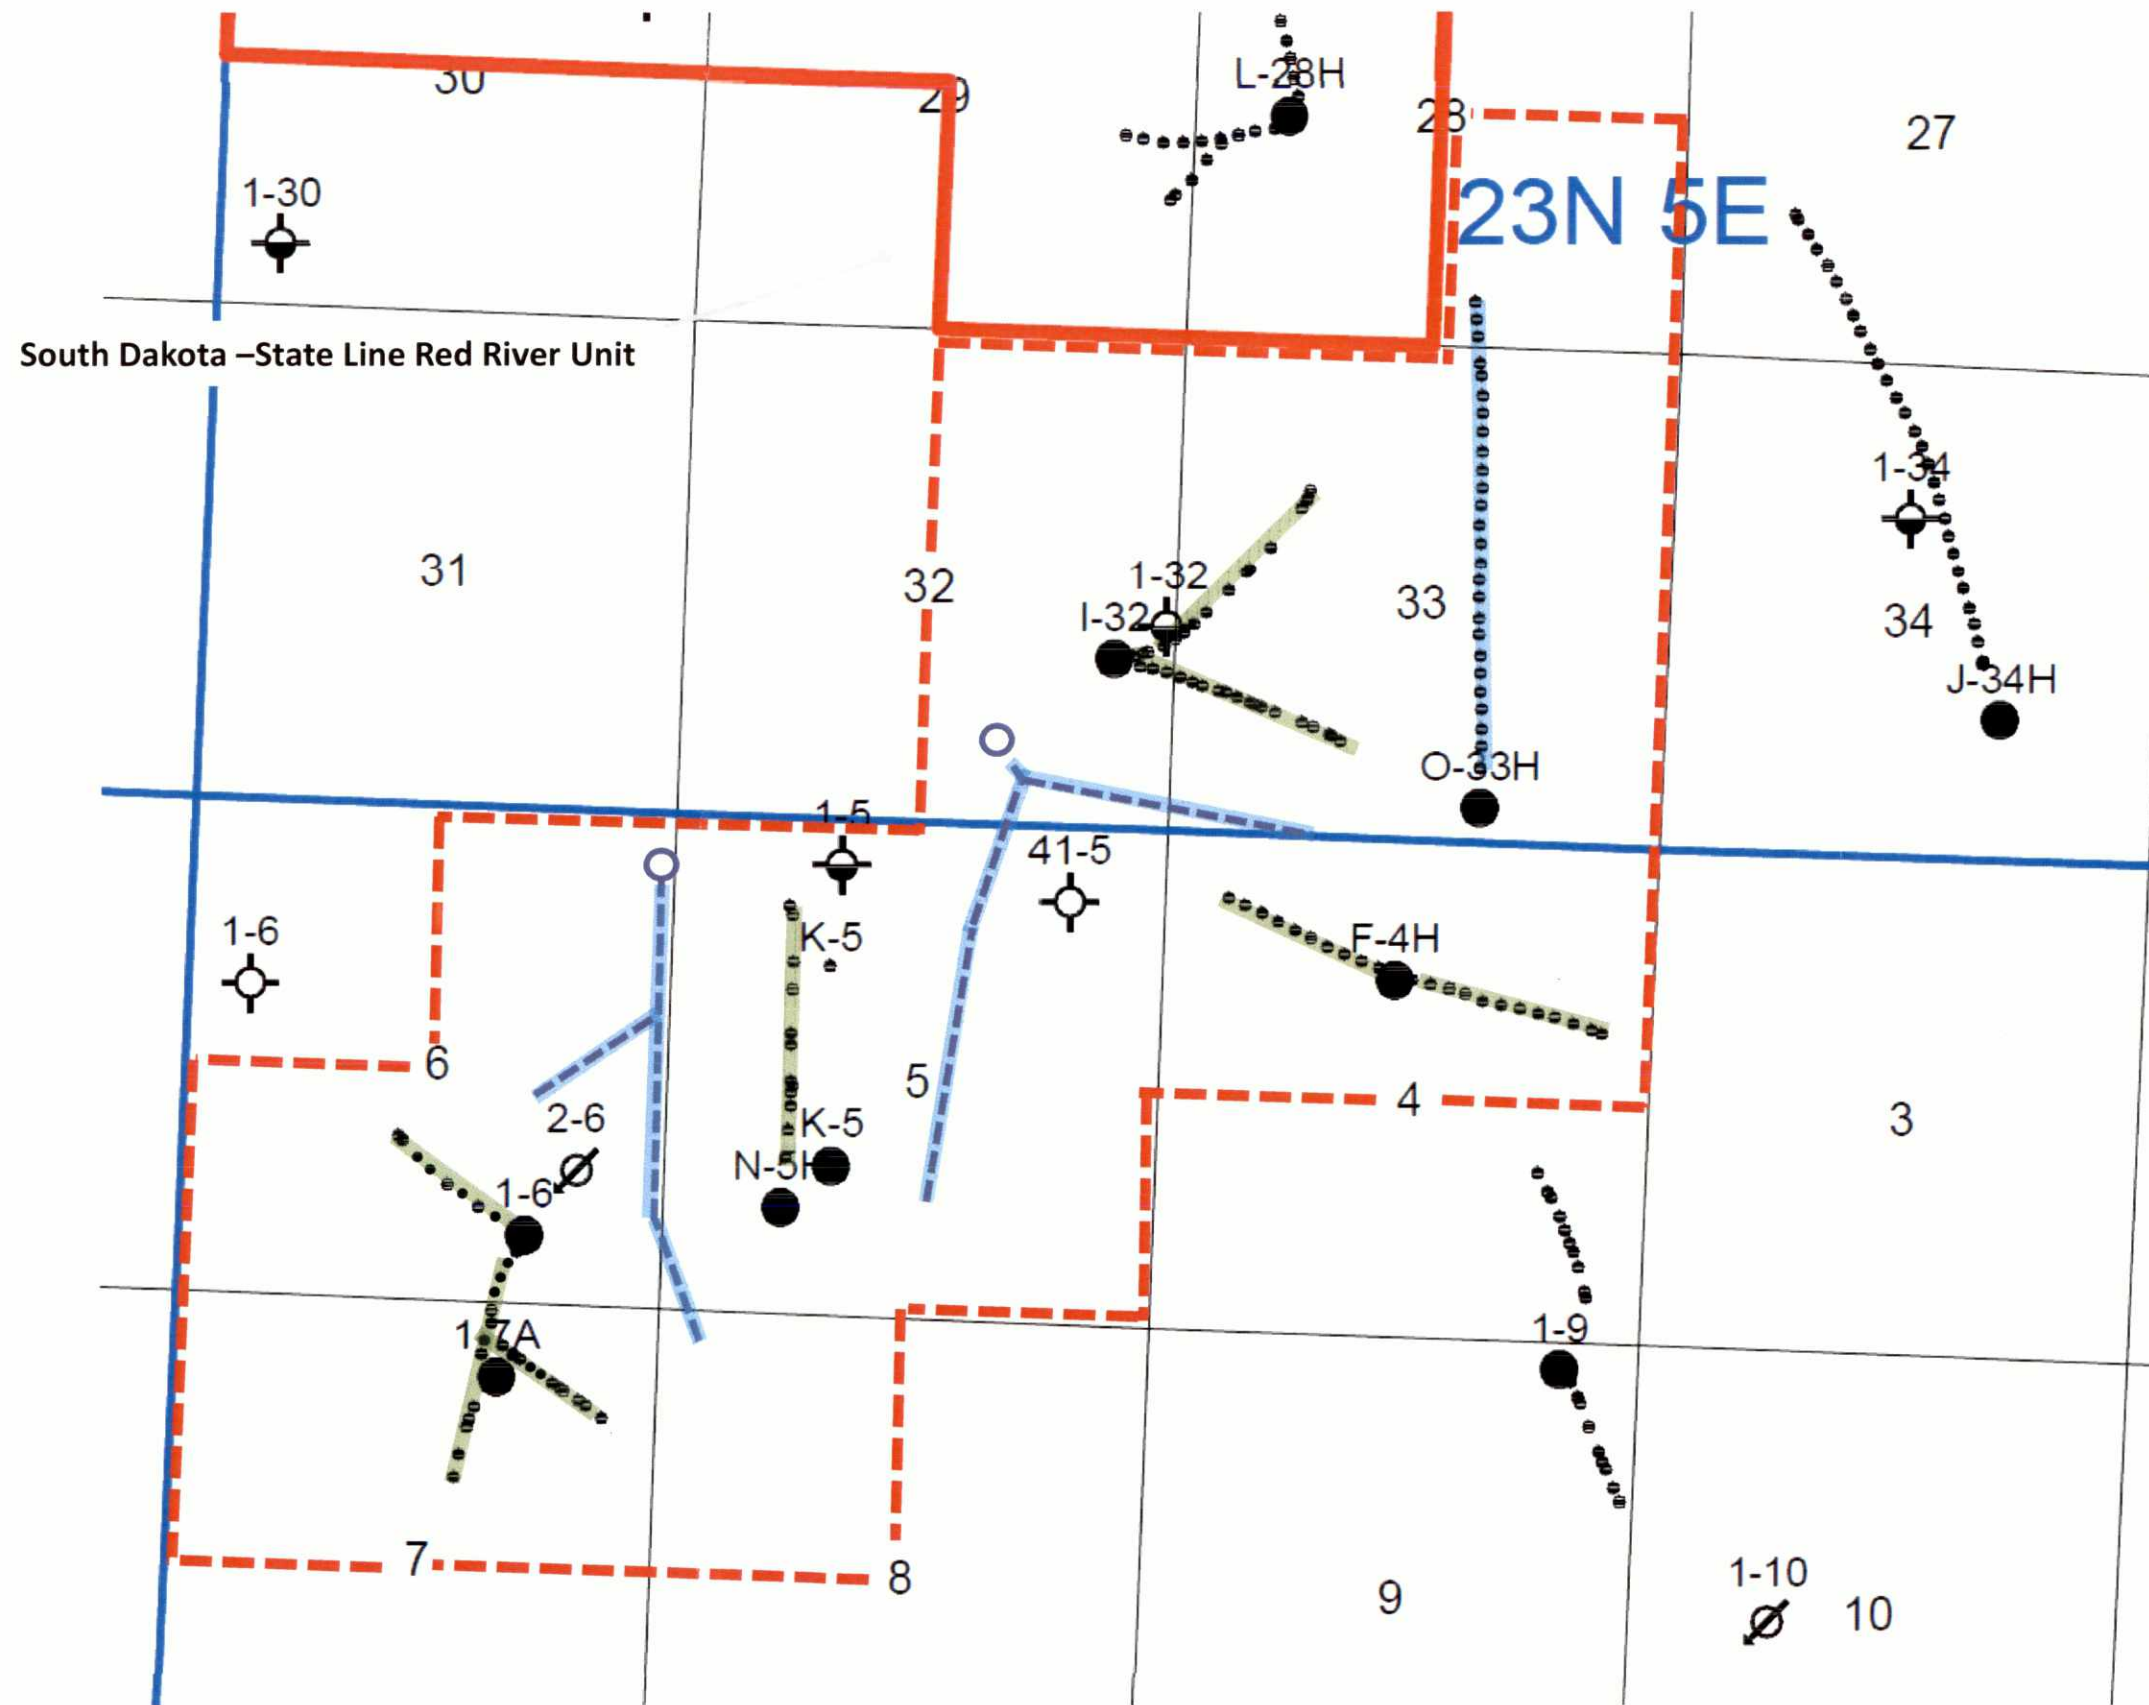 30
29
L-28H
28
27
1-30
23N 5E
South Dakota –State Line Red River Unit
1-34
31
32
1-32
I-32
33
34
J-34H
O-33H
1-5
41-5
1-6
K-5
F-4H
6
5
4
3
2-6
K-5
N-5H
1-6
1-7A
1-9
7
8
9
1-10
10